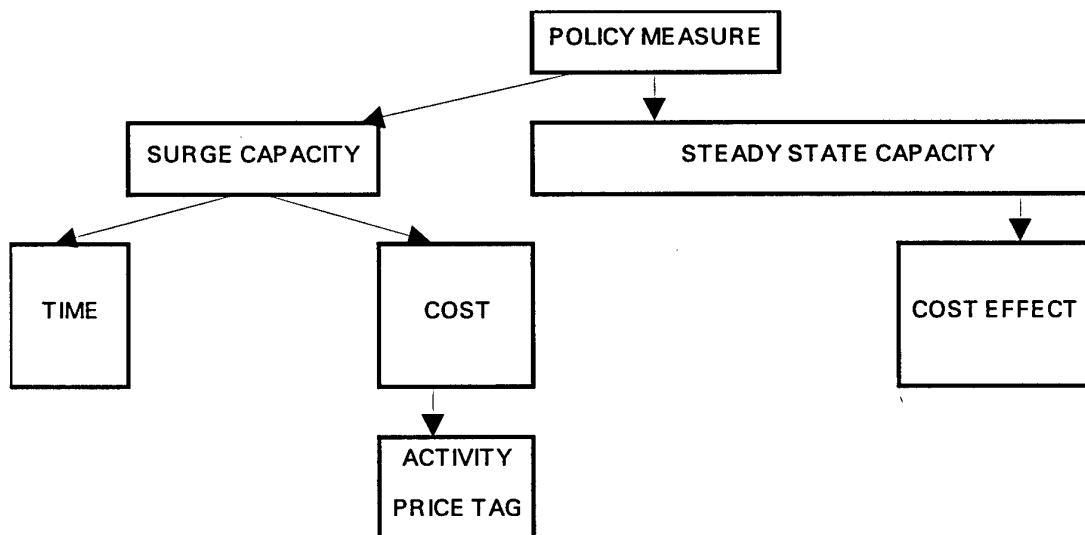 POLICY MEASURE
SURGE CAPACITY
STEADY STATE CAPACITY
TIME
COST
COST EFFECT
ACTIVITY
PRICE TAG